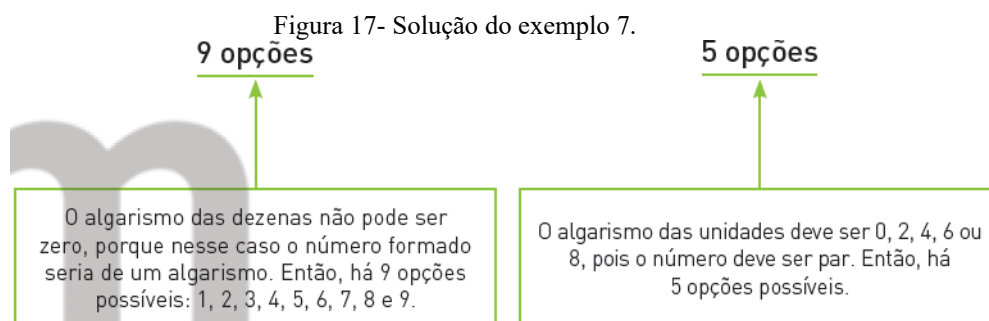 Figura 17- Solução do exemplo 7.
9 opções
5 opções
O algarismo das dezenas não pode ser
zero, porque nesse caso o número formado
seria de um algarismo. Então, há 9 opções
possíveis: 1, 2, 3, 4, 5, 6, 7, 8 e 9.
O algarismo das unidades deve ser 0, 2, 4, 6 ou
8, pois o número deve ser par. Então, há
5 opções possíveis.